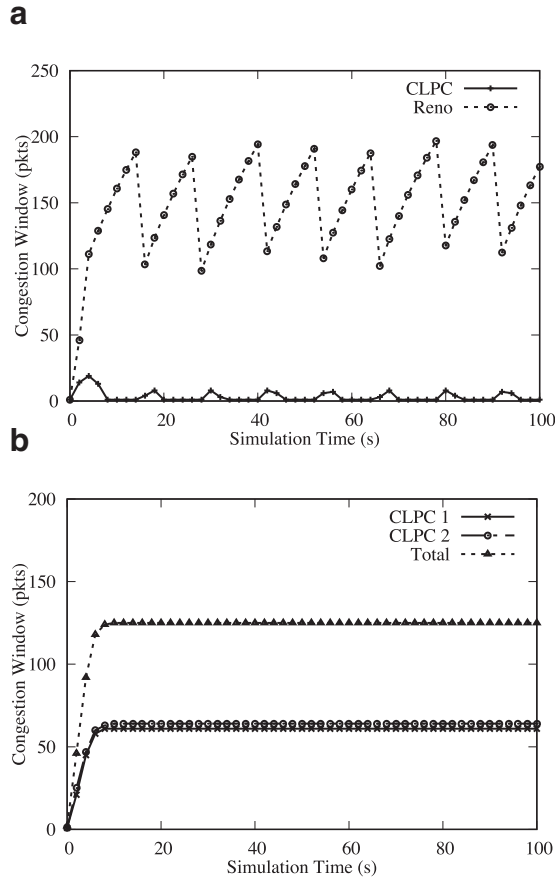 a
250
200
150
100
50
0
Congestion Window (pkts)
CLPC
Reno
0 20 40 60 80 100
Simulation Time (s)
b
200
150
100
50
0
Congestion Window (pkts)
CLPC 1
CLPC 2
Total
0 20 40 60 80 100
Simulation Time (s)